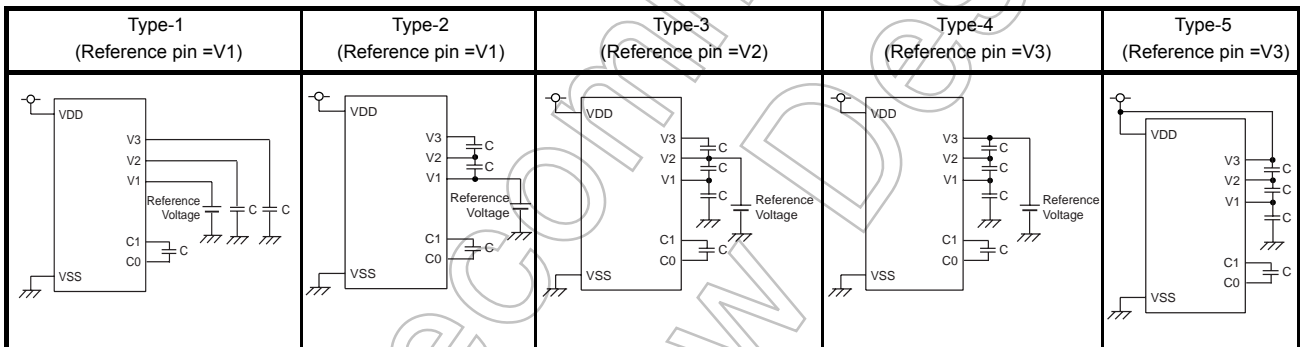 Type-1
(Reference pin =V1)
Type-2
(Reference pin =V1)
Type-3
(Reference pin =V2)
Type-4
(Reference pin =V3)
Type-5
(Reference pin =V3)
VDD
V3
V2
V1
Reference
Voltage
C
C
C1
C
C0
VSS
VDD
V3
C
V2
C
V1
Reference
Voltage
C1
C
C0
VSS
VDD
V3
C
V2
C
V1
C
Reference
Voltage
C1
C
C0
VSS
VDD
V3
C
V2
C
V1
C
Reference
Voltage
C1
C
C0
VSS
VDD
V3
C
V2
C
V1
C
C1
C
C0
VSS